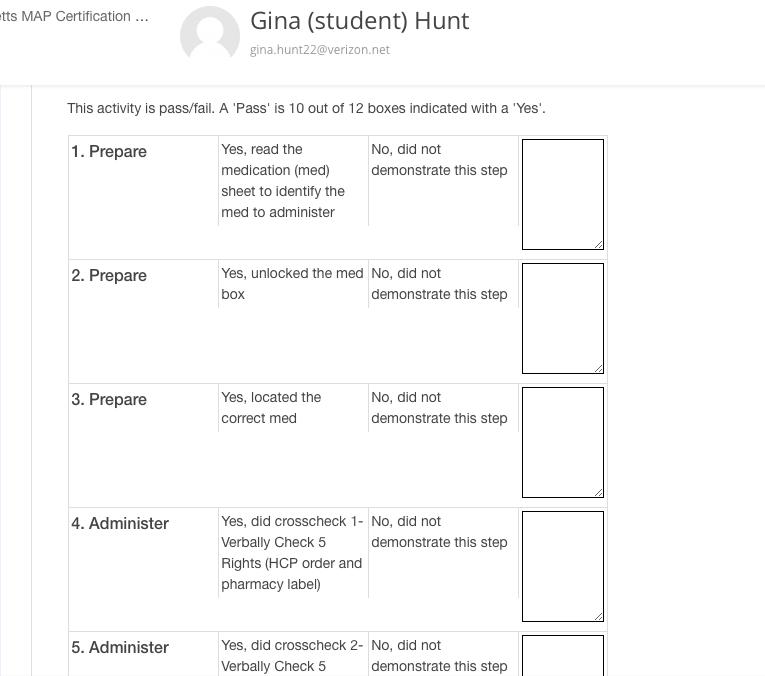 tts MAP Certification ...
Gina (student) Hunt
gina.hunt22@verizon.net
This activity is pass/fail. A 'Pass' is 10 out of 12 boxes indicated with a 'Yes'.
1. Prepare
Yes, read the
medication (med)
sheet to identify the
med to administer
No, did not
demonstrate this step
2. Prepare
Yes, unlocked the med
box
No, did not
demonstrate this step
3. Prepare
Yes, located the
correct med
No, did not
demonstrate this step
4. Administer
Yes, did crosscheck 1-
Verbally Check 5
Rights (HCP order and
pharmacy label)
No, did not
demonstrate this step
5. Administer
Yes, did crosscheck 2-
Verbally Check 5
No, did not
demonstrate this step